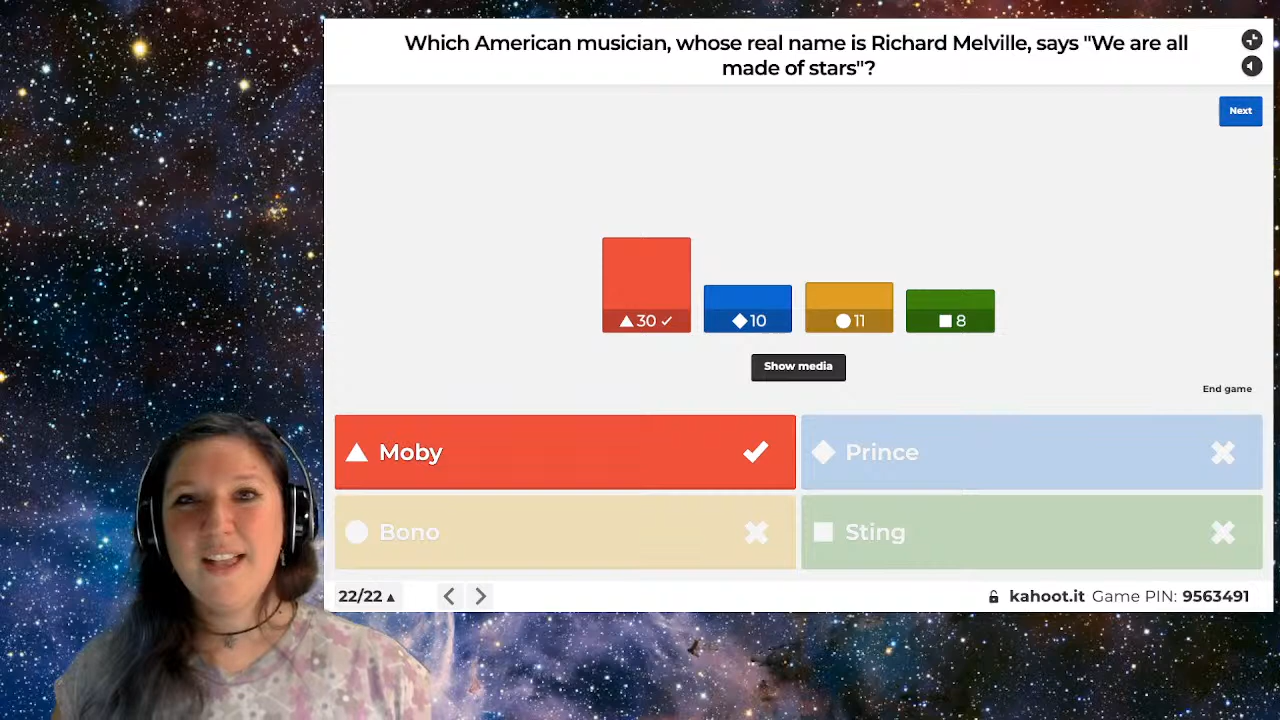 Which American musician, whose real name is Richard Melville, says "We are all
made of stars"?
Next
30
10
11
8
Show media
End game
Moby
Prince
Bono
Sting
22/22
kahoot.it Game PIN: 9563491